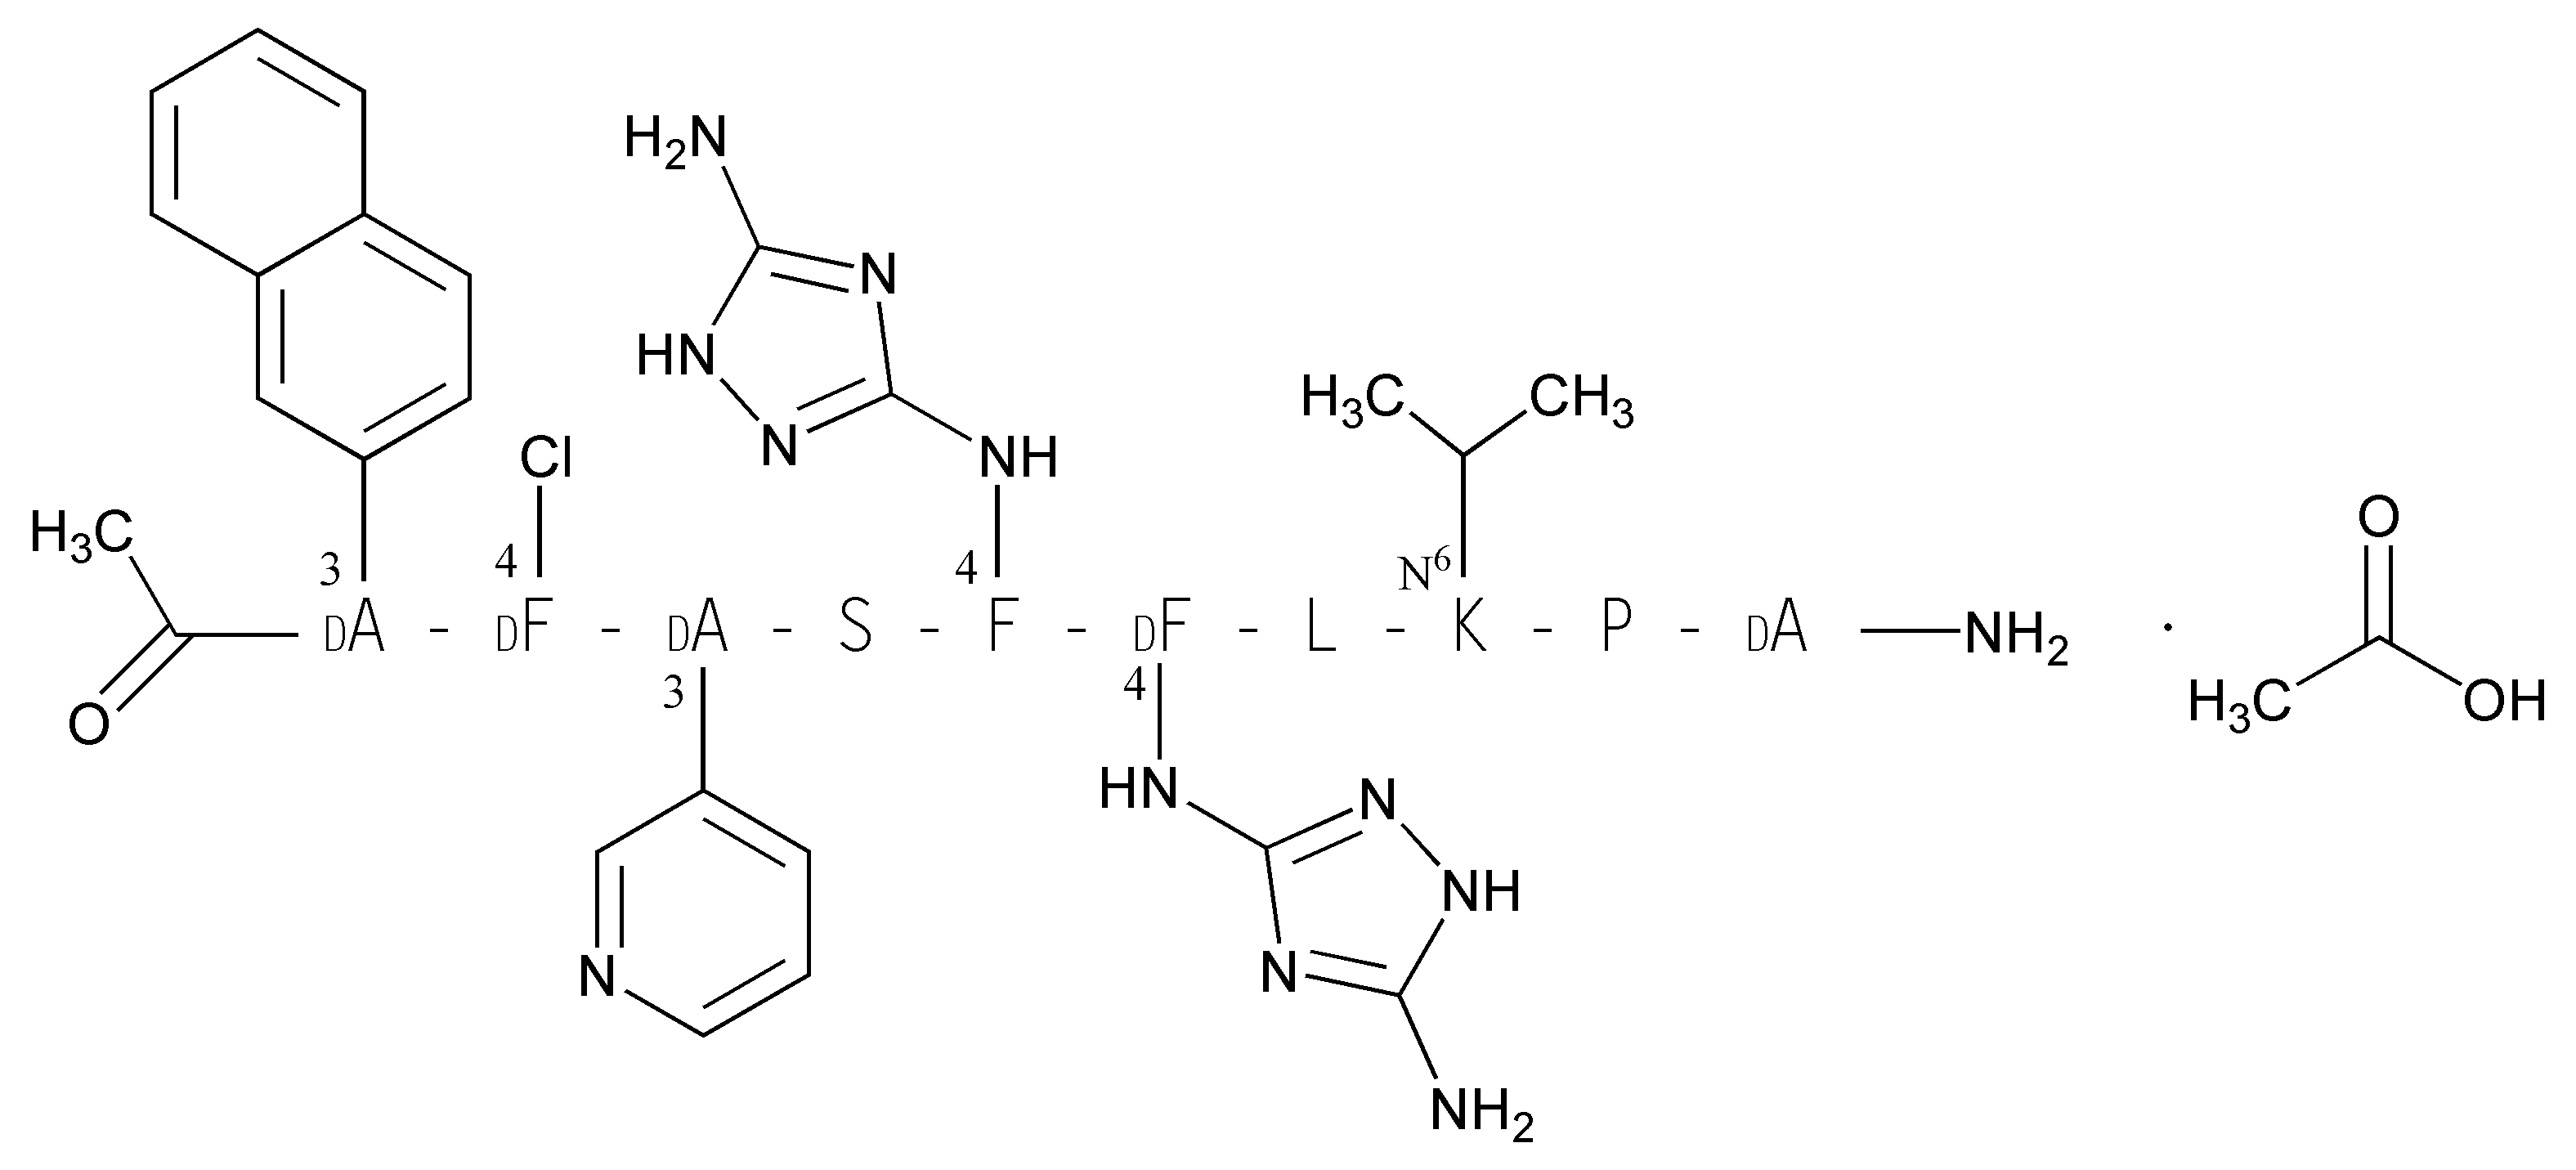 H2N
N
HN
N
NH
H3C CH3
Cl
H3C
O
3 4 4 N6
DA - DF - DA - S - F - DF - L - K - P - DA NH2 ·
3 4
H3C OH
O
HN
N
NH
N
N
NH2